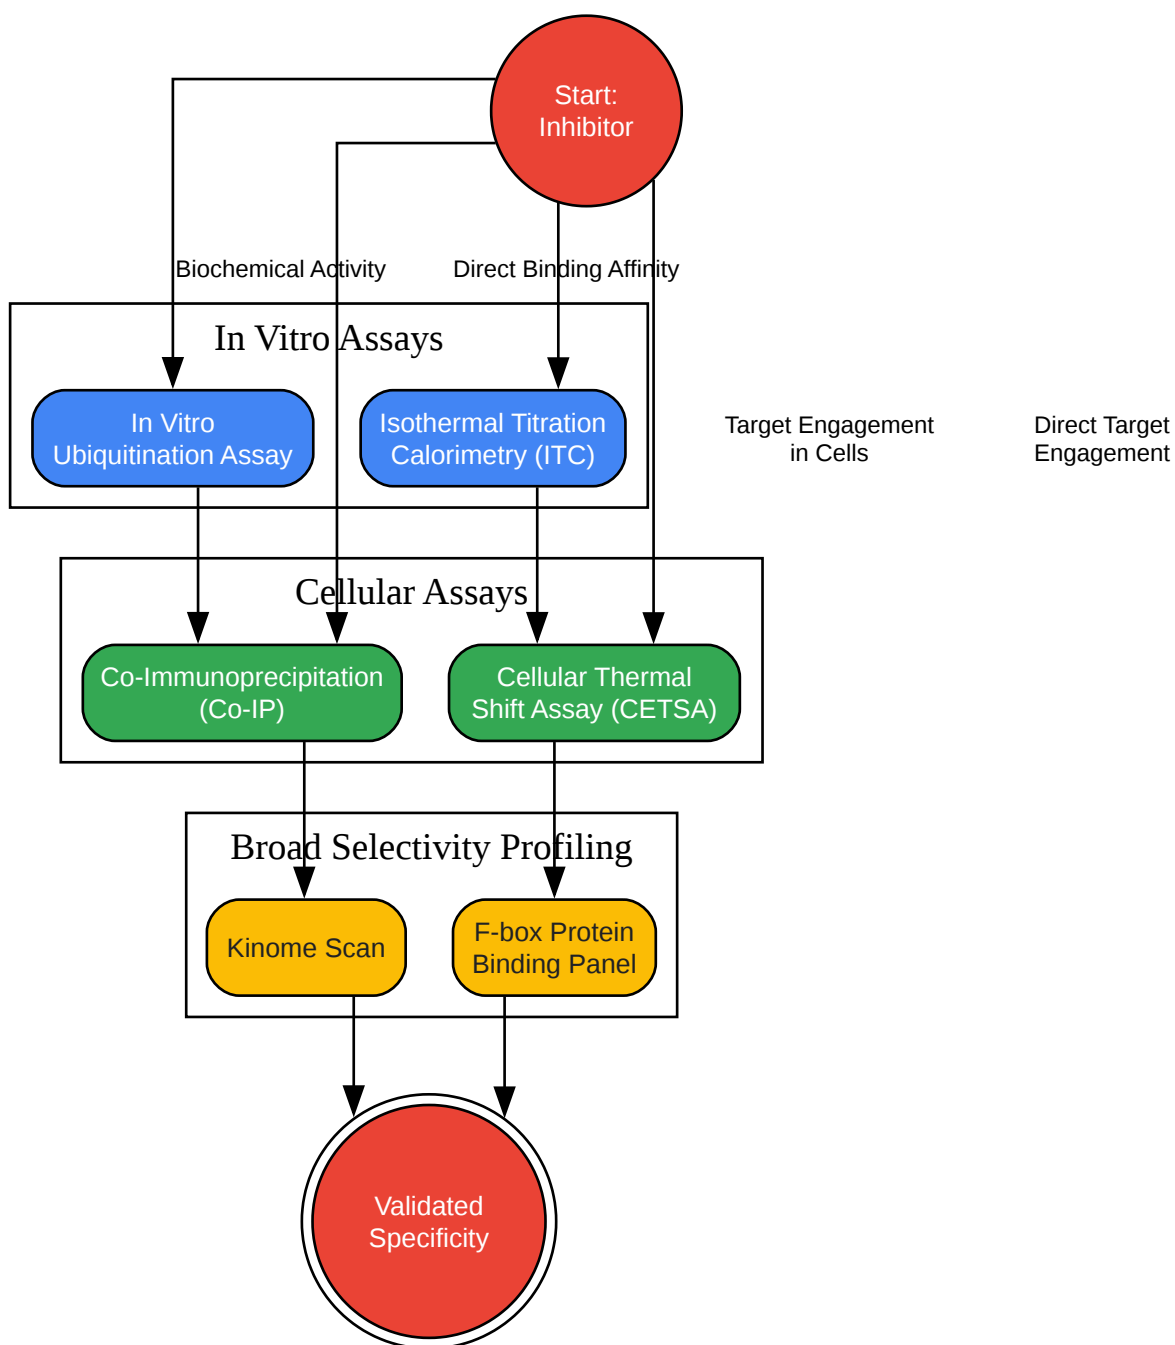 Start:
Inhibitor
Biochemical Activity
Direct Binding Affinity
In Vitro Assays
In Vitro
Ubiquitination Assay
Isothermal Titration
Calorimetry (ITC)
Target Engagement
in Cells
Direct Target
Engagement
Cellular Assays
Co-Immunoprecipitation
(Co-IP)
Cellular Thermal
Shift Assay (CETSA)
Broad Selectivity Profiling
Kinome Scan
F-box Protein
Binding Panel
Validated
Specificity